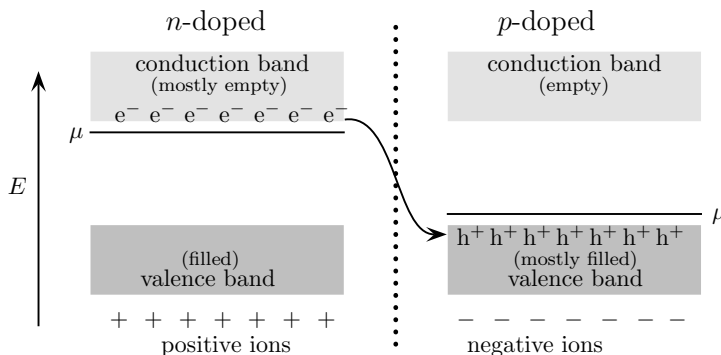 n-doped
conduction band
(mostly empty)
e⁻ e⁻ e⁻ e⁻ e⁻ e⁻ e⁻
μ
E
(filled)
valence band
+ + + + + + +
positive ions
p-doped
conduction band
(empty)
μ
h⁺ h⁺ h⁺ h⁺ h⁺ h⁺ h⁺
(mostly filled)
valence band
− − − − − − −
negative ions